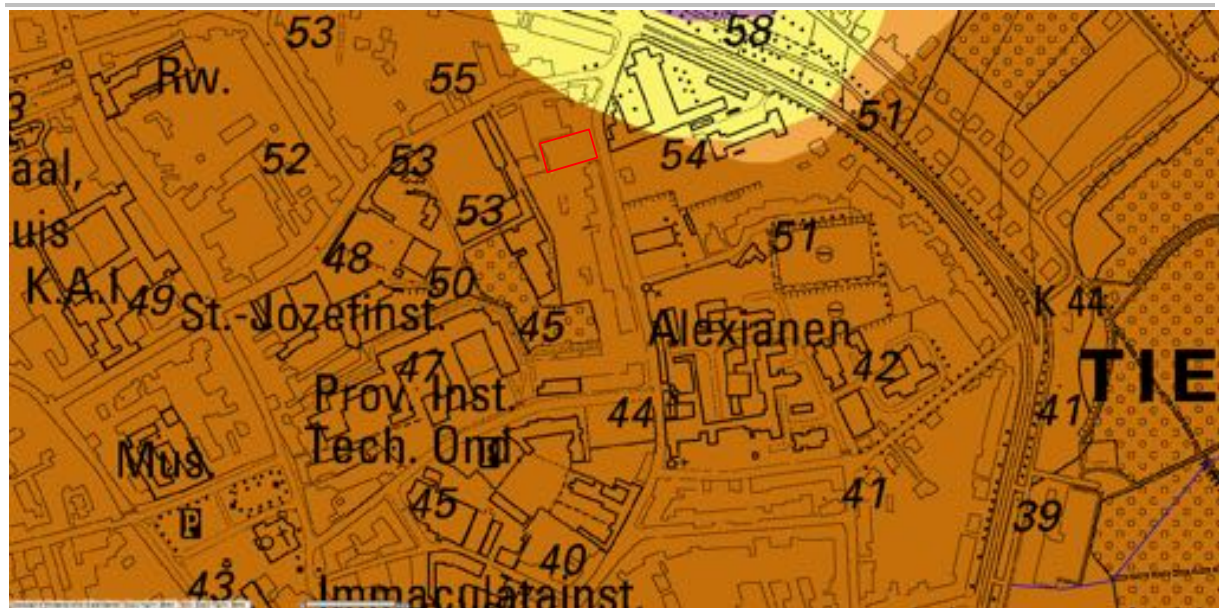 53
58
Rw.
55
51
3
52
53
54
aal,
53
uis
48
51
K.A.I.
49
50
St.-Jozefinst.
45
Alexianen
K 44
47
42
TIE
Prov. Inst.
44
41
Tech. Ond.
Mus.
45
41
P
39
40
43
Immaculatainst.